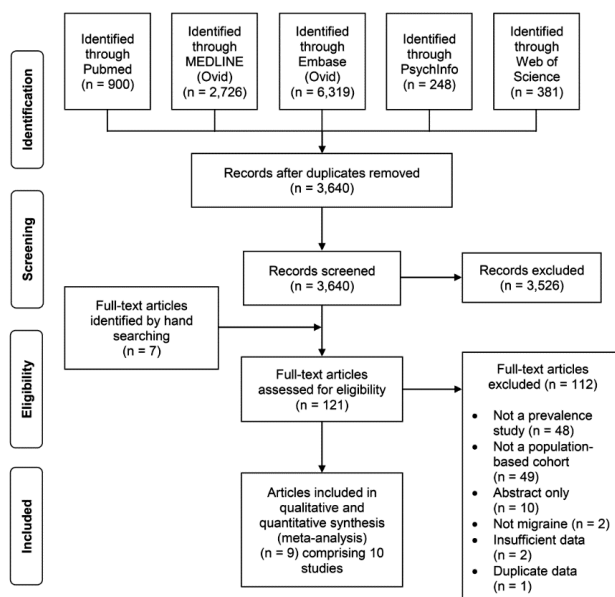 Identified
through
Pubmed
(n = 900)
Identified
through
MEDLINE
(Ovid)
(n = 2,726)
Identified
through
Embase
(Ovid)
(n = 6,319)
Identified
through
PsychInfo
(n = 248)
Identified
through
Web of
Science
(n = 381)
Identification
Records after duplicates removed
(n = 3,640)
Screening
Records screened
(n = 3,640)
Records excluded
(n = 3,526)
Full-text articles
identified by hand
searching
(n = 7)
Eligibility
Full-text articles
assessed for eligibility
(n = 121)
Full-text articles
excluded (n = 112)
• Not a prevalence
study (n = 48)
• Not a population-
based cohort
(n = 49)
• Abstract only
(n = 10)
• Not migraine (n = 2)
• Insufficient data
(n = 2)
• Duplicate data
(n = 1)
Included
Articles included in
qualitative and
quantitative synthesis
(meta-analysis)
(n = 9) comprising 10
studies